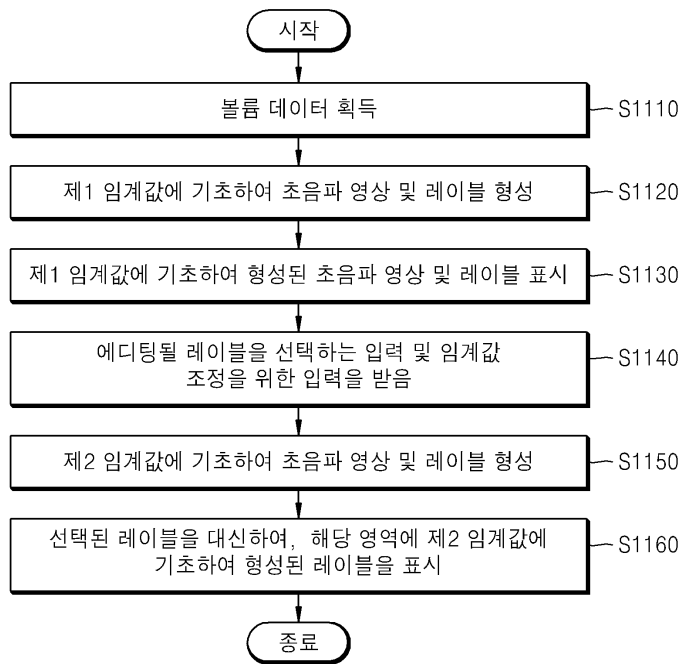 시작
볼륨 데이터 획득
S1110
제1 임계값에 기초하여 초음파 영상 및 레이블 형성
S1120
제1 임계값에 기초하여 형성된 초음파 영상 및 레이블 표시
S1130
에디팅될 레이블을 선택하는 입력 및 임계값
조정을 위한 입력을 받음
S1140
제2 임계값에 기초하여 초음파 영상 및 레이블 형성
S1150
선택된 레이블을 대신하여, 해당 영역에 제2 임계값에
기초하여 형성된 레이블을 표시
S1160
종료